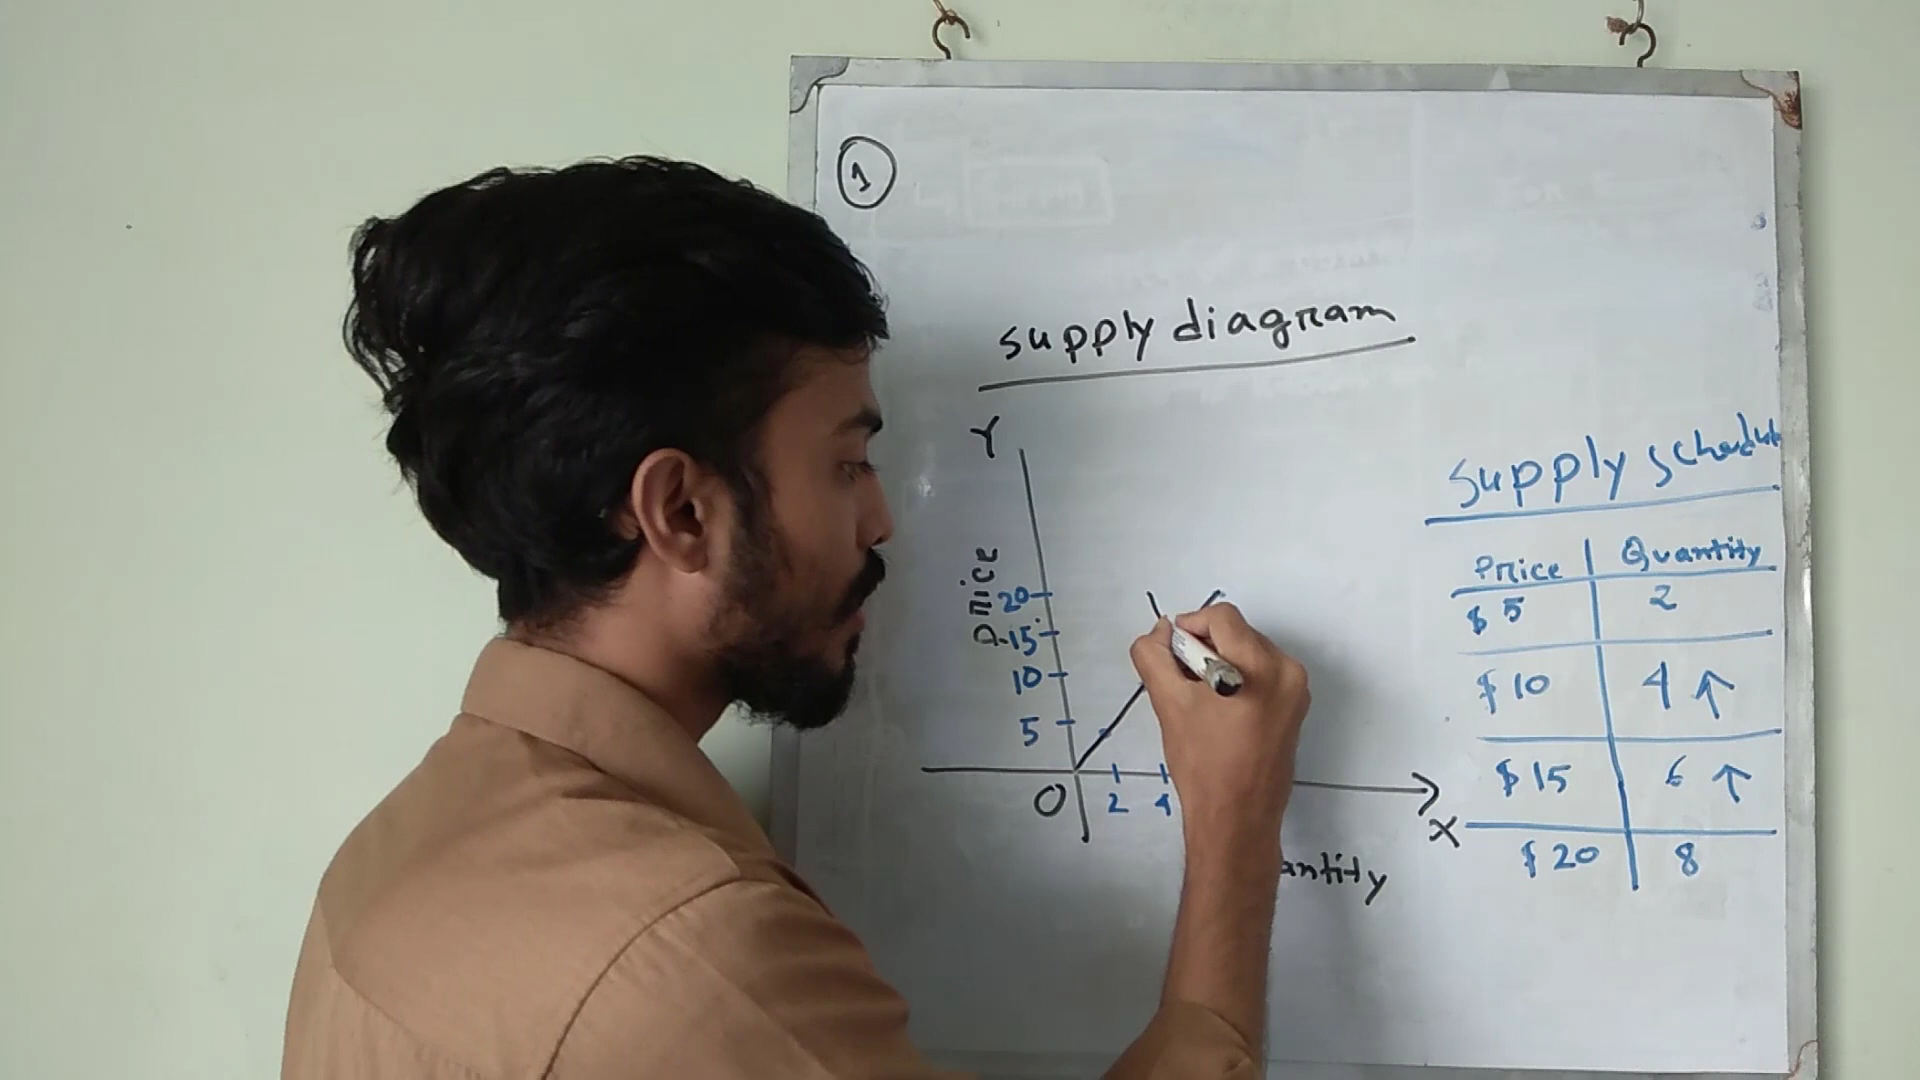 1
supply diagram
Y
Price
20
15
10
5
O
2 4
X
antity
supply schedule
Price Quantity
$ 5 2
$ 10 4 ↑
$ 15 6 ↑
$ 20 8